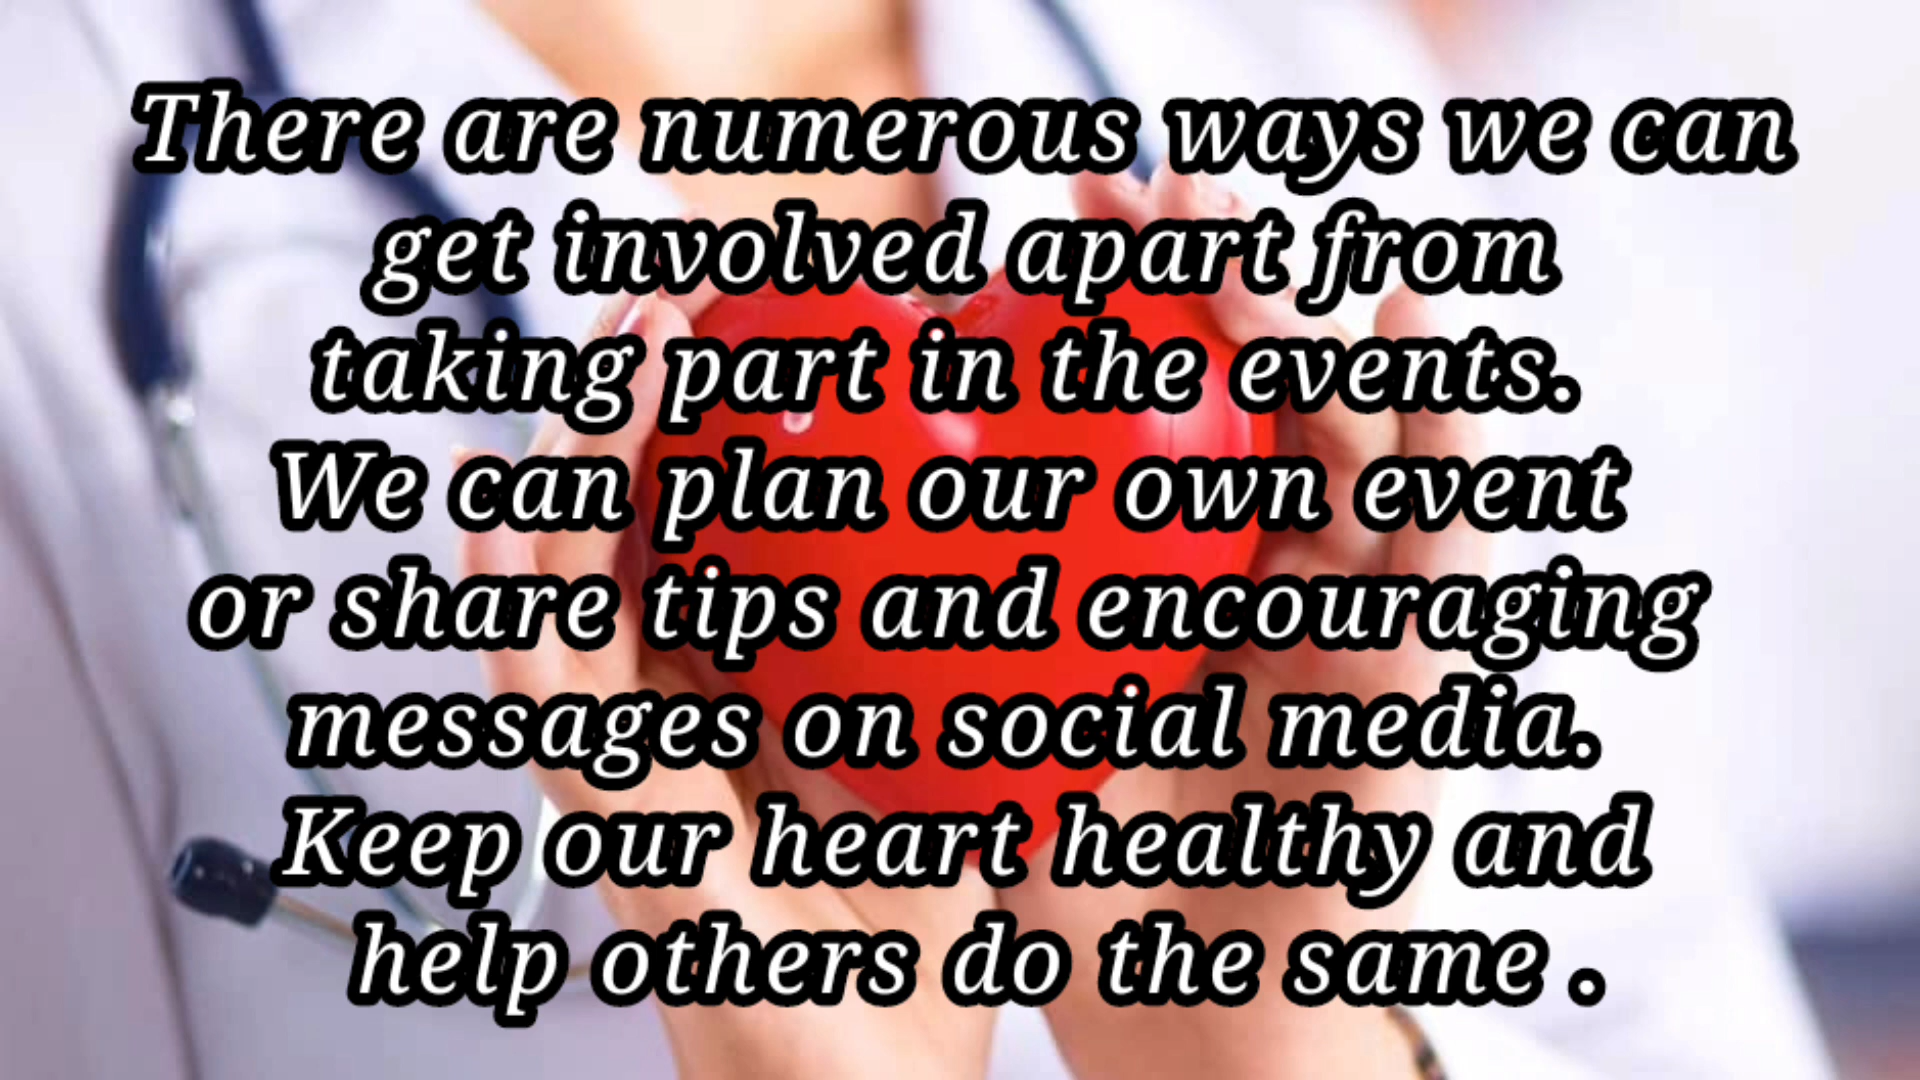 There are numerous ways we can
get involved apart from
taking part in the events.
We can plan our own event
or share tips and encouraging
messages on social media.
Keep our heart healthy and
help others do the same .